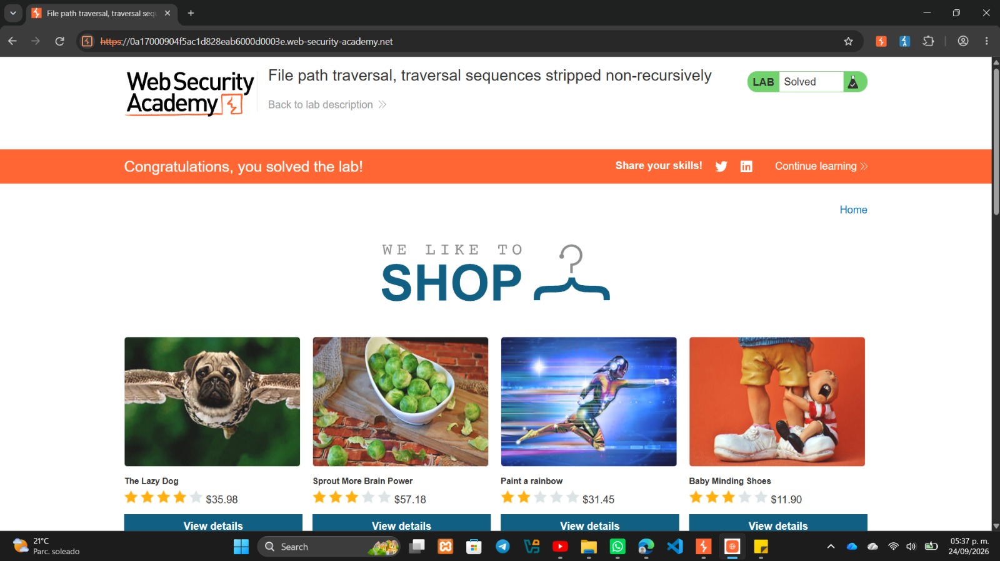 File path traversal, traversal seq
https://0a17000904f5ac1d828eab6000d0003e.web-security-academy.net
Web Security
Academy
File path traversal, traversal sequences stripped non-recursively
Back to lab description
LAB Solved
Congratulations, you solved the lab!
Share your skills!
Continue learning
Home
WE LIKE TO
SHOP
The Lazy Dog
$35.98
View details
Sprout More Brain Power
$57.18
View details
Paint a rainbow
$31.45
View details
Baby Minding Shoes
$11.90
View details
21°C
Parc. soleado
Search
05:37 p. m.
24/09/2026